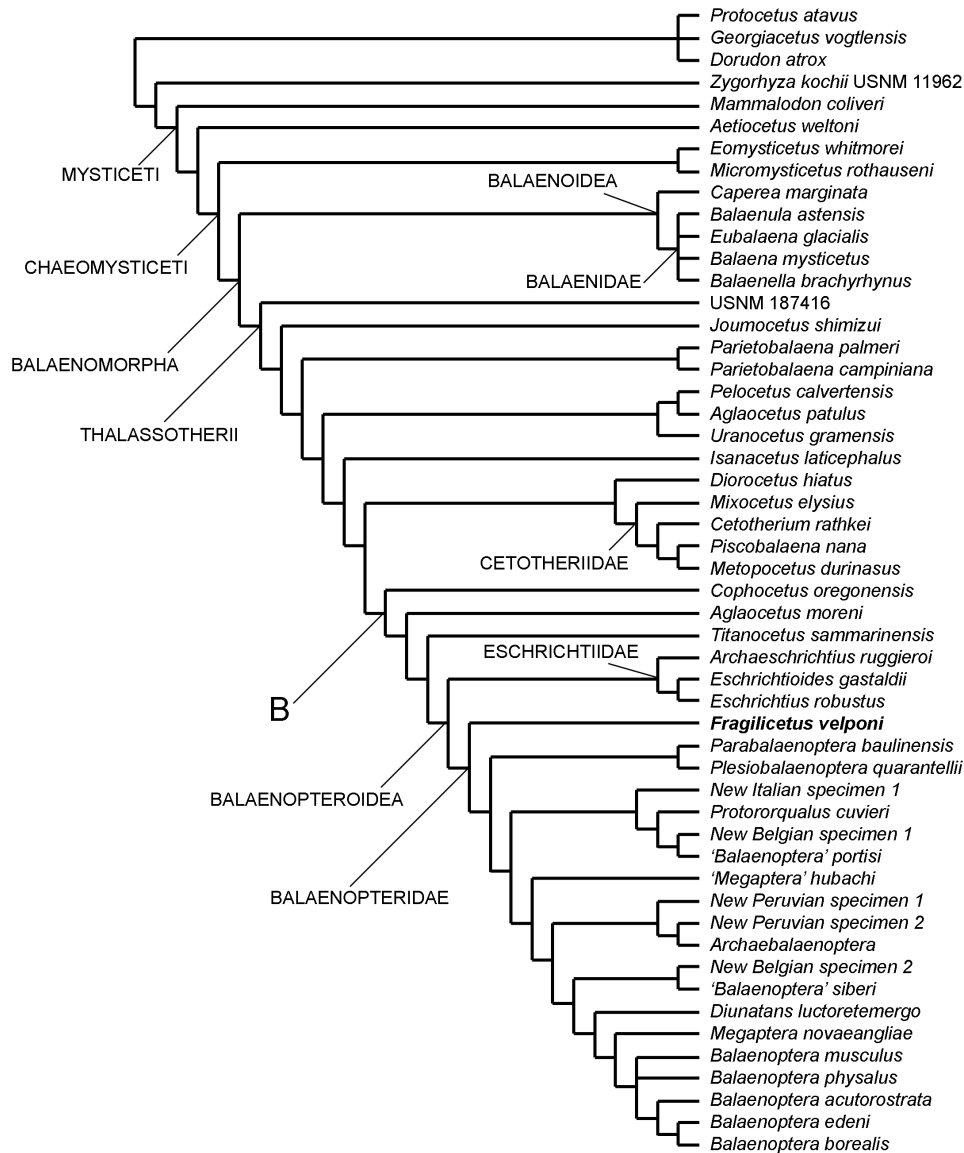 Protocetus atavus
Georgiacetus vogtlensis
Dorudon atrox
Zygorhyza kochii USNM 11962
Mammalodon coliveri
Aetiocetus weltoni
Eomysticetus whitmorei
MYSTICETI
Micromysticetus rothauseni
BALAENOIDEA
Caperea marginata
Balaenula astensis
Eubalaena glacialis
Balaena mysticetus
CHAEOMYSTICETI
BALAENIDAE
Balaenella brachyrhynus
USNM 187416
Joumocetus shimizui
Parietobalaena palmeri
BALAENOMORPHA
Parietobalaena campiniana
Pelocetus calvertensis
Aglaocetus patulus
THALASSOTHERII
Uranocetus gramensis
Isanacetus laticephalus
Diorocetus hiatus
Mixocetus elysius
Cetotherium rathkei
Piscobalaena nana
CETOTHERIIDAE
Metopocetus durinasus
Cophocetus oregonensis
Aglaocetus moreni
Titanocetus sammarinensis
ESCHRICHTIIDAE
Archaeschrichtius ruggieroi
Eschrichtioides gastaldii
Eschrichtius robustus
B
Fragilicetus velponi
Parabalaenoptera baulinensis
Plesiobalaenoptera quarantellii
New Italian specimen 1
BALAENOPTEROIDEA
Protororqualus cuvieri
New Belgian specimen 1
‘Balaenoptera’ portisi
‘Megaptera’ hubachi
BALAENOPTERIDAE
New Peruvian specimen 1
New Peruvian specimen 2
Archaebalaenoptera
New Belgian specimen 2
‘Balaenoptera’ siberi
Diunatans luctoretemergo
Megaptera novaeangliae
Balaenoptera musculus
Balaenoptera physalus
Balaenoptera acutorostrata
Balaenoptera edeni
Balaenoptera borealis